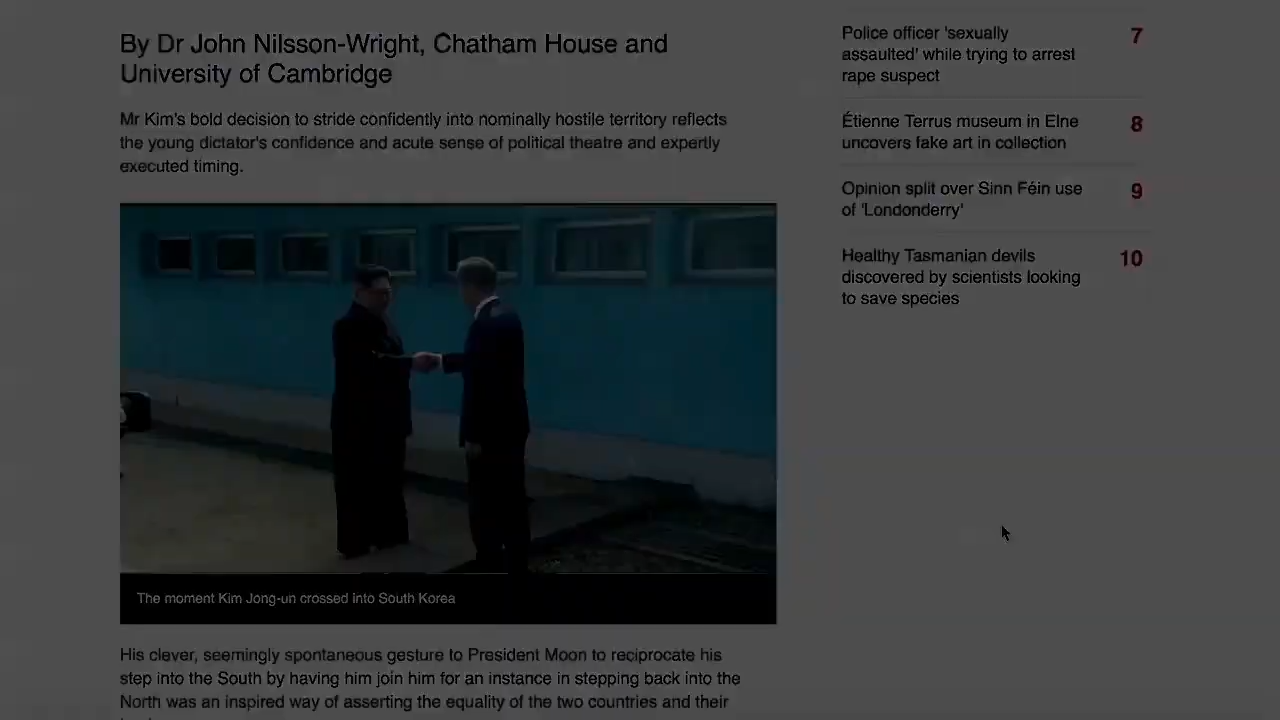 By Dr John Nilsson-Wright, Chatham House and
University of Cambridge
Mr Kim's bold decision to stride confidently into nominally hostile territory reflects
the young dictator's confidence and acute sense of political theatre and expertly
executed timing.
The moment Kim Jong-un crossed into South Korea
His clever, seemingly spontaneous gesture to President Moon to reciprocate his
step into the South by having him join him for an instance in stepping back into the
North was an inspired way of asserting the equality of the two countries and their
Police officer 'sexually
assaulted' while trying to arrest
rape suspect
7
Étienne Terrus museum in Elne
uncovers fake art in collection
8
Opinion split over Sinn Féin use
of 'Londonderry'
9
Healthy Tasmanian devils
discovered by scientists looking
to save species
10